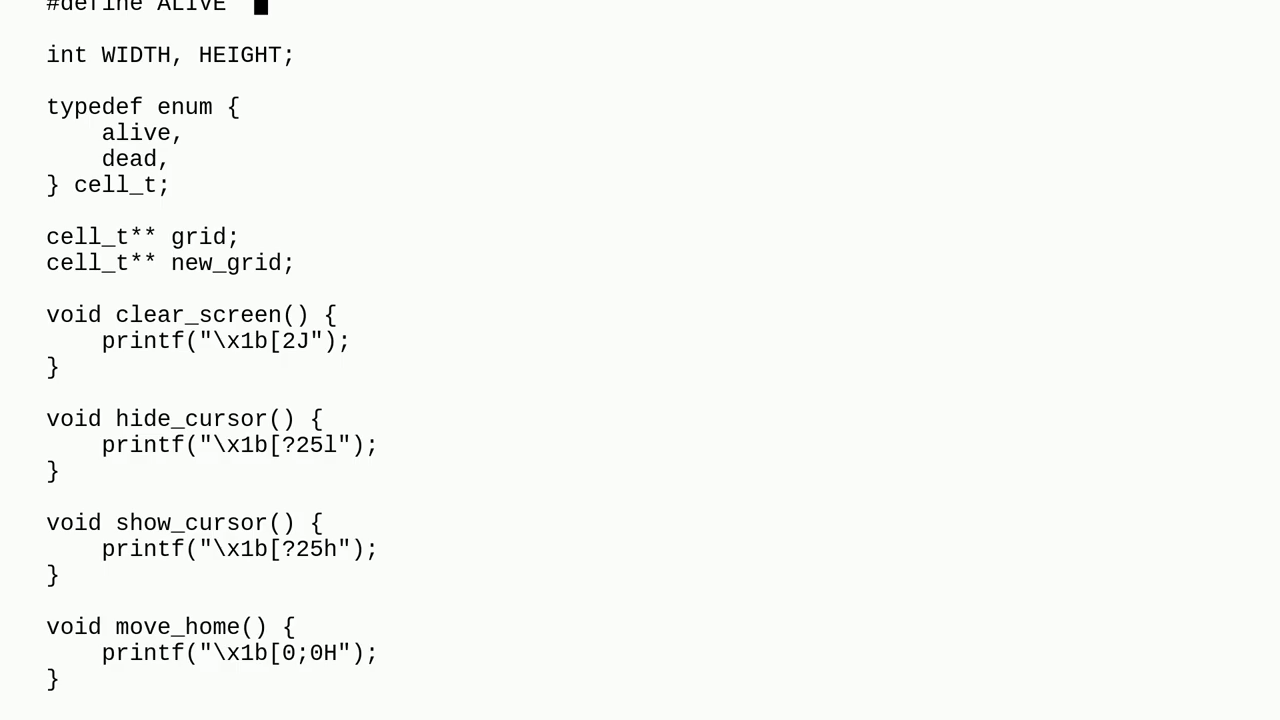 #define ALIVE █
int WIDTH, HEIGHT;
typedef enum {
    alive,
    dead,
} cell_t;
cell_t** grid;
cell_t** new_grid;
void clear_screen() {
    printf("\x1b[2J");
}
void hide_cursor() {
    printf("\x1b[?25l");
}
void show_cursor() {
    printf("\x1b[?25h");
}
void move_home() {
    printf("\x1b[0;0H");
}